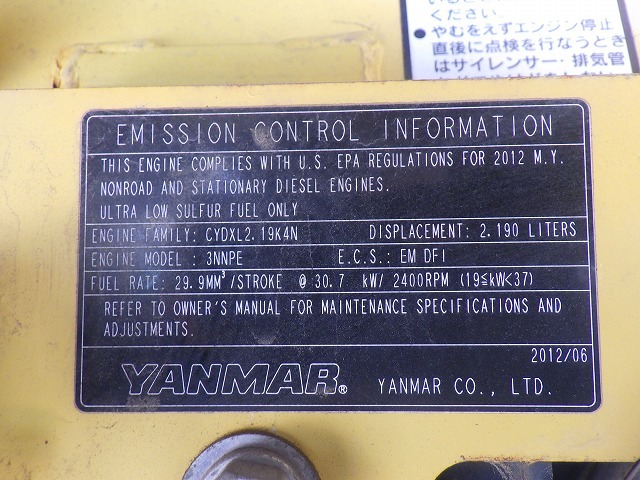 ください。
•やむをえずエンジン停止
直後に点検を行なうとき
はサイレンサー・排気管
EMISSION CONTROL INFORMATION
THIS ENGINE COMPLIES WITH U.S. EPA REGULATIONS FOR 2012 M.Y.
NONROAD AND STATIONARY DIESEL ENGINES.
ULTRA LOW SULFUR FUEL ONLY
ENGINE FAMILY: CYDXL2.19K4N DISPLACEMENT: 2.190 LITERS
ENGINE MODEL : 3NNPE E.C.S.: EM DFI
FUEL RATE: 29.9MM³/STROKE @ 30.7 kW/ 2400RPM (19≦kW<37)
REFER TO OWNER'S MANUAL FOR MAINTENANCE SPECIFICATIONS AND
ADJUSTMENTS.
2012/06
YANMAR® YANMAR CO., LTD.